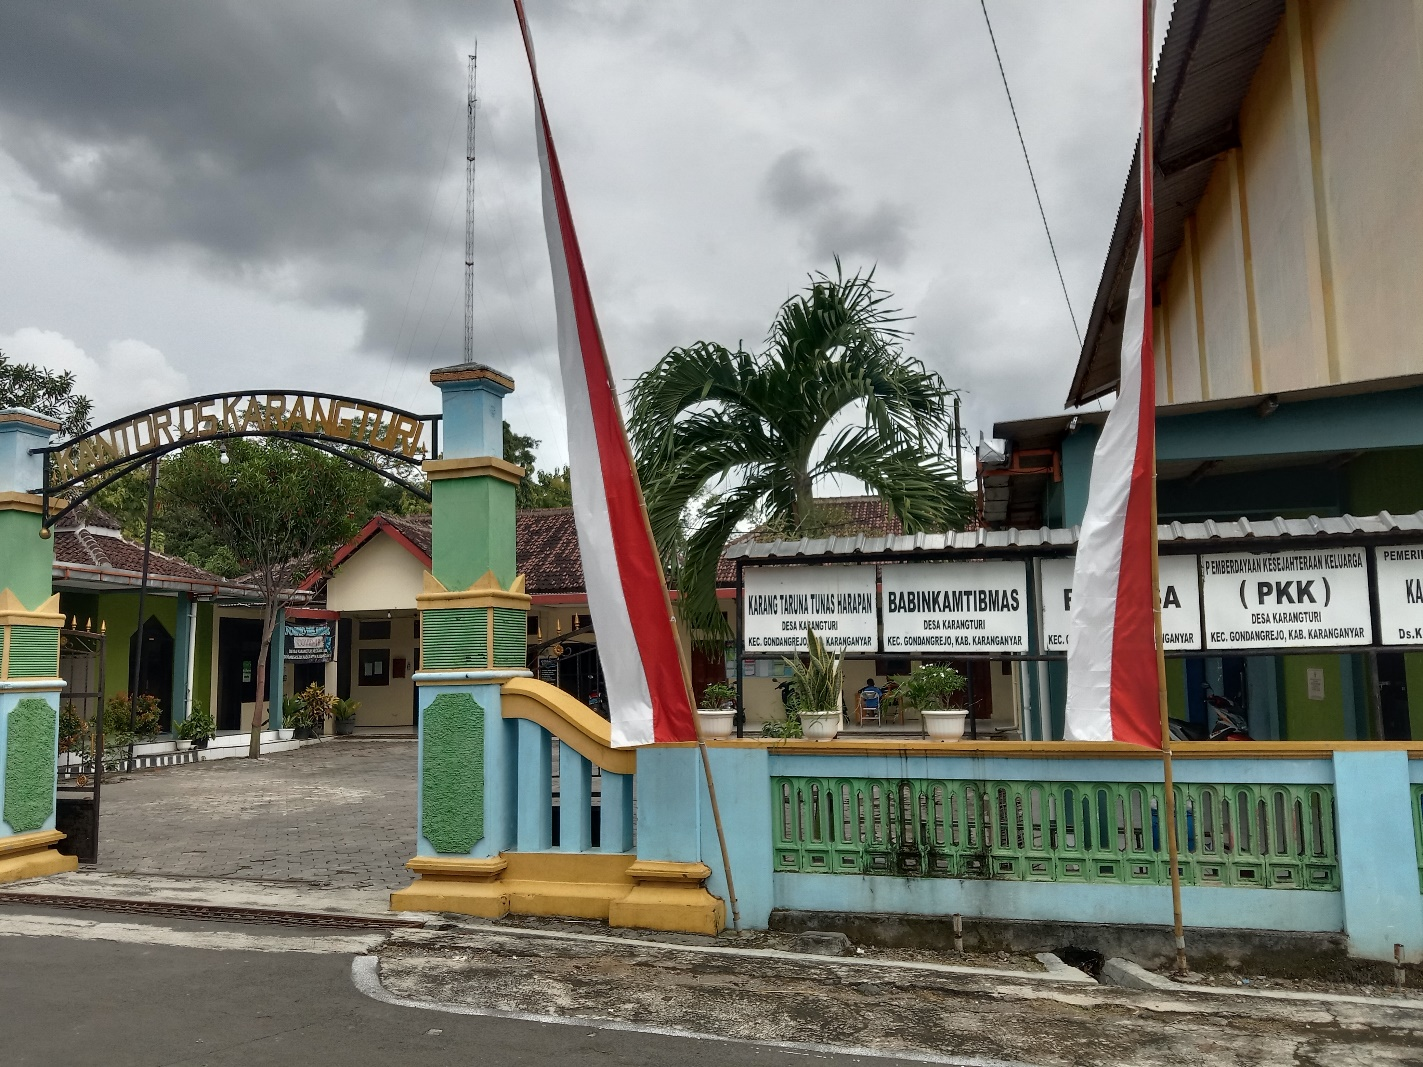 KANTOR DS KARANGTURI
KARANG TARUNA TUNAS HARAPAN
DESA KARANGTURI
KEC. GONDANGREJO, KAB. KARANGANYAR
BABINKAMTIBMAS
DESA KARANGTURI
KEC. GONDANGREJO, KAB. KARANGANYAR
PEMBERDAYAAN KESEJAHTERAAN KELUARGA
( PKK )
DESA KARANGTURI
KEC. GONDANGREJO, KAB. KARANGANYAR